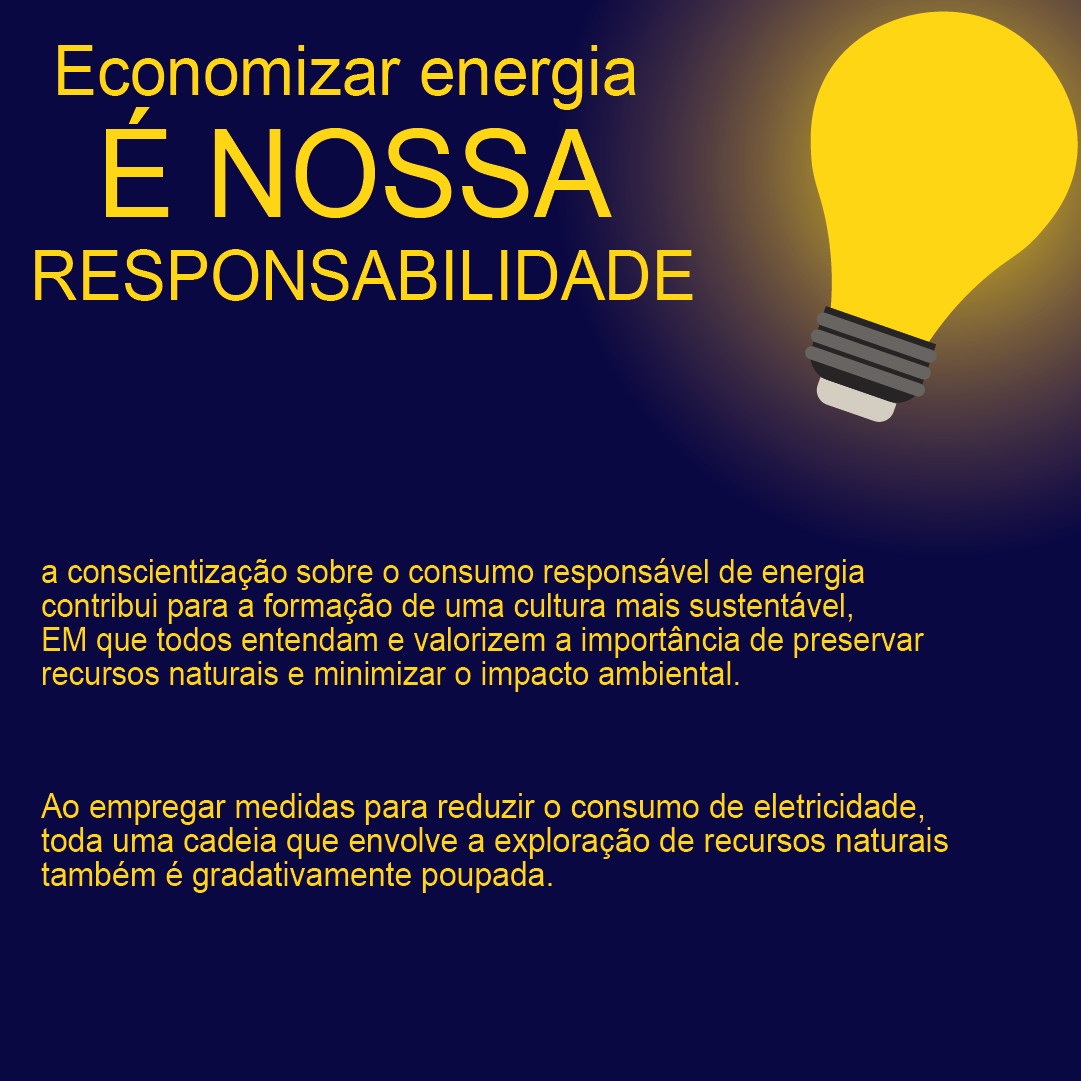 Economizar energia
É NOSSA
RESPONSABILIDADE
a conscientização sobre o consumo responsável de energia
contribui para a formação de uma cultura mais sustentável,
EM que todos entendam e valorizem a importância de preservar
recursos naturais e minimizar o impacto ambiental.
Ao empregar medidas para reduzir o consumo de eletricidade,
toda uma cadeia que envolve a exploração de recursos naturais
também é gradativamente poupada.